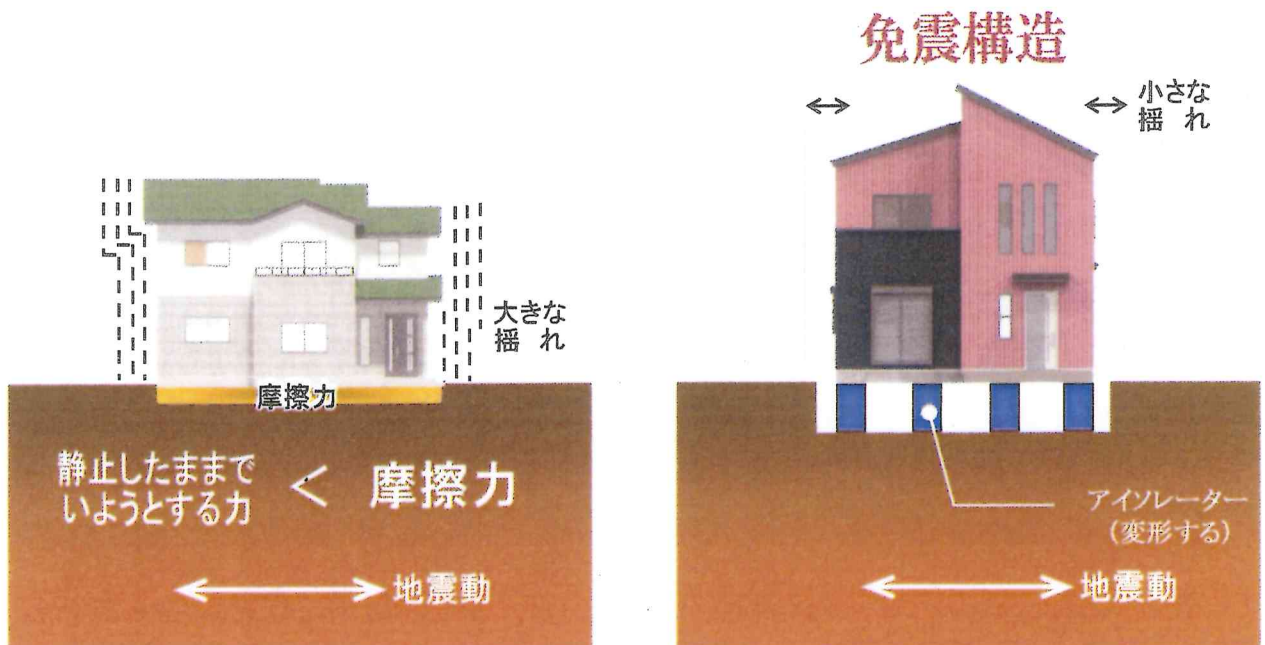 免震構造
小さな
揺れ
大きな
揺れ
摩擦力
静止したままで
いようとする力
<
摩擦力
地震動
アイソレーター
(変形する)
地震動